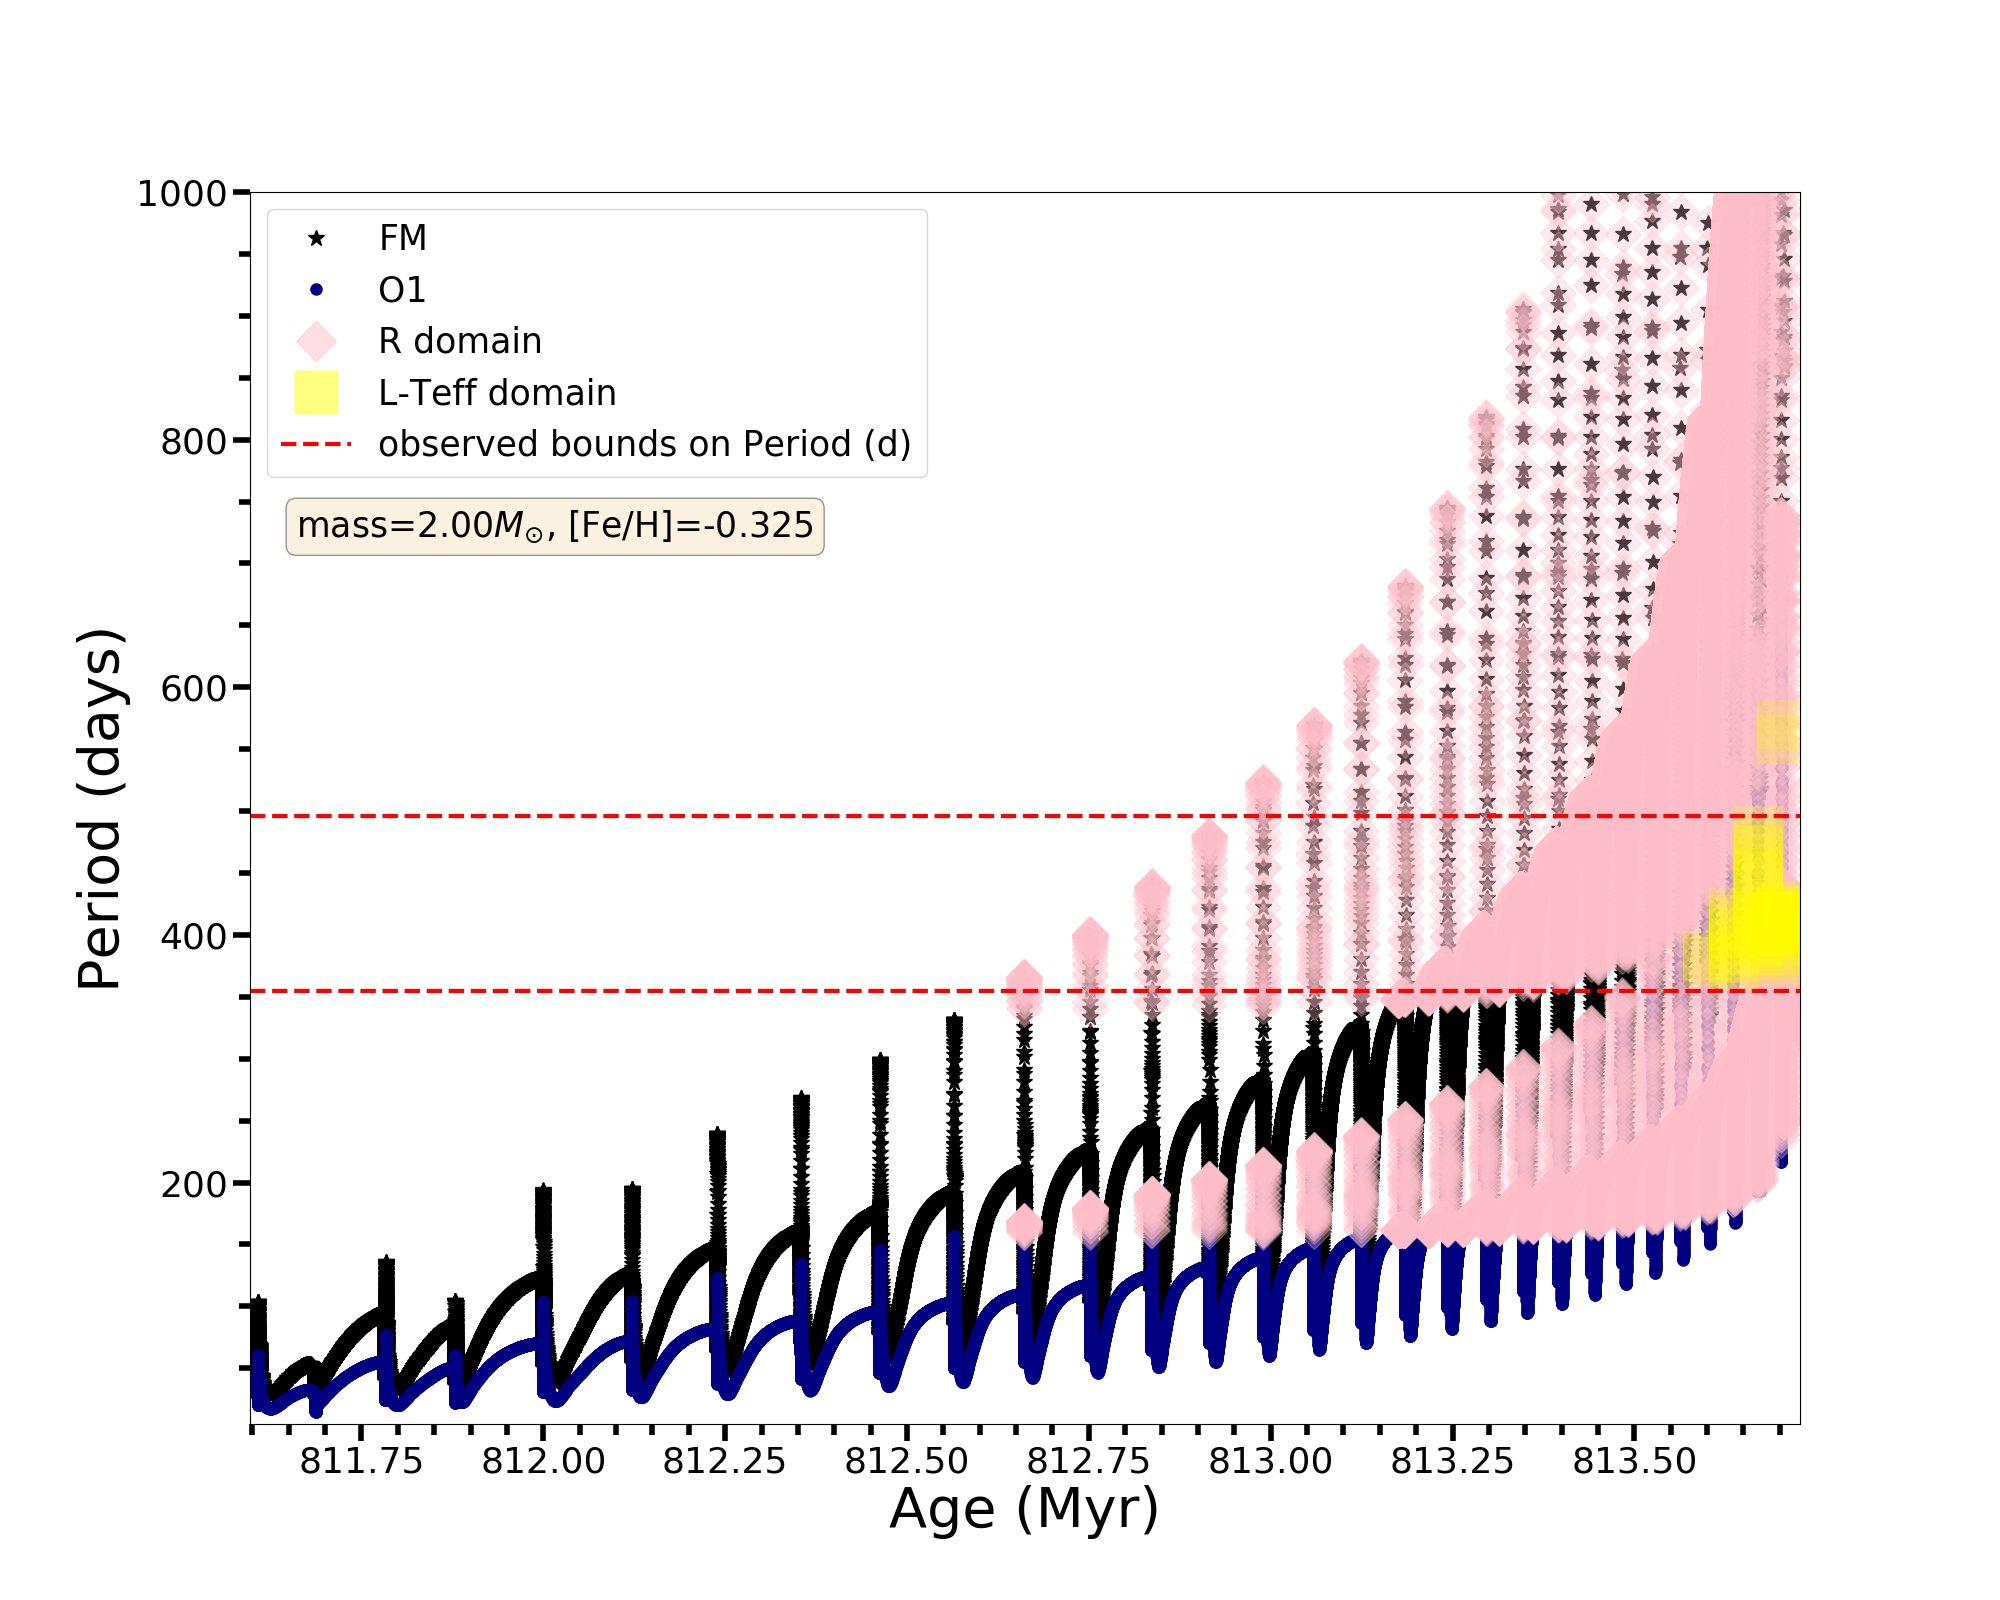 1000
800
600
400
200
Period (days)
FM
O1
R domain
L-Teff domain
observed bounds on Period (d)
mass=2.00M☉, [Fe/H]=-0.325
811.75 812.00 812.25 812.50 812.75 813.00 813.25 813.50
Age (Myr)